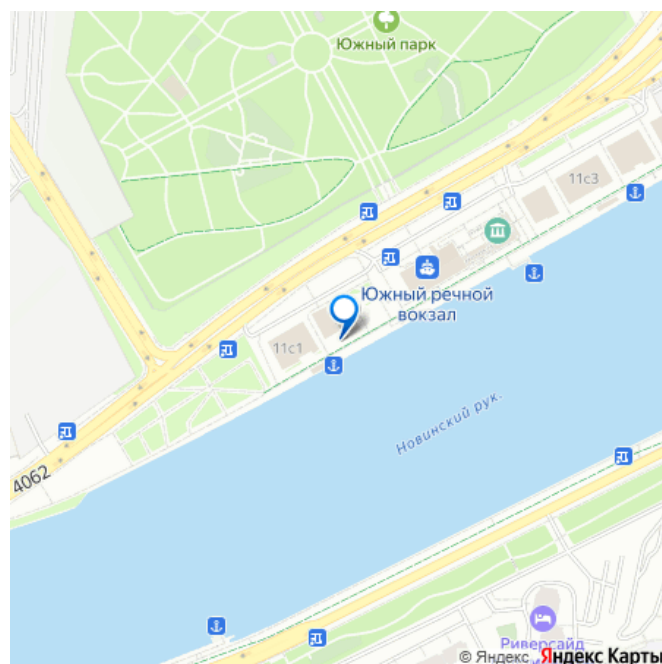 Южный парк
11с3
Южный речной
вокзал
11с1
Новинский рук.
4062
Риверсайд
© Яндекс Яндекс Карты